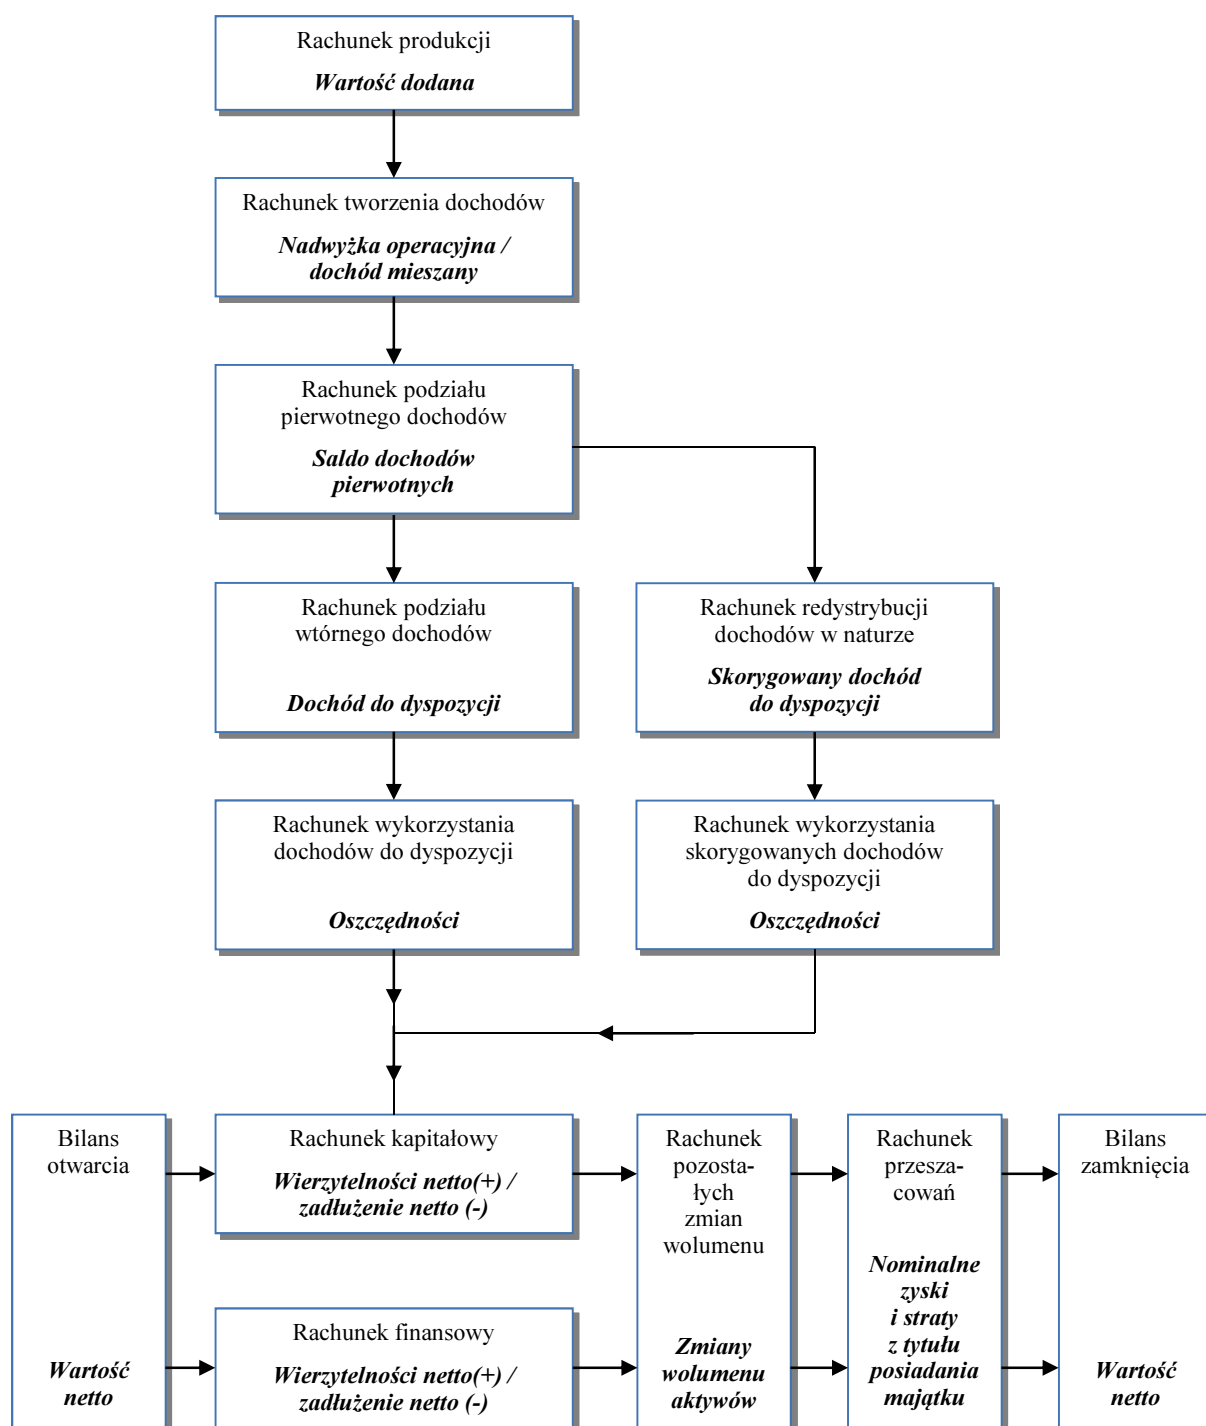 Rachunek produkcji
Wartość dodana
Rachunek tworzenia dochodów
Nadwyżka operacyjna /
dochód mieszany
Rachunek podziału
pierwotnego dochodów
Saldo dochodów
pierwotnych
Rachunek podziału
wtórnego dochodów
Dochód do dyspozycji
Rachunek redystrybucji
dochodów w naturze
Skorygowany dochód
do dyspozycji
Rachunek wykorzystania
dochodów do dyspozycji
Oszczędności
Rachunek wykorzystania
skorygowanych dochodów
do dyspozycji
Oszczędności
Bilans
otwarcia
Wartość
netto
Rachunek kapitałowy
Wierzytelności netto(+) /
zadłużenie netto (-)
Rachunek finansowy
Wierzytelności netto(+) /
zadłużenie netto (-)
Rachunek
pozosta-
łych
zmian
wolumenu
Zmiany
wolumenu
aktywów
Rachunek
przesza-
cowań
Nominalne
zyski
i straty
z tytułu
posiadania
majątku
Bilans
zamknięcia
Wartość
netto